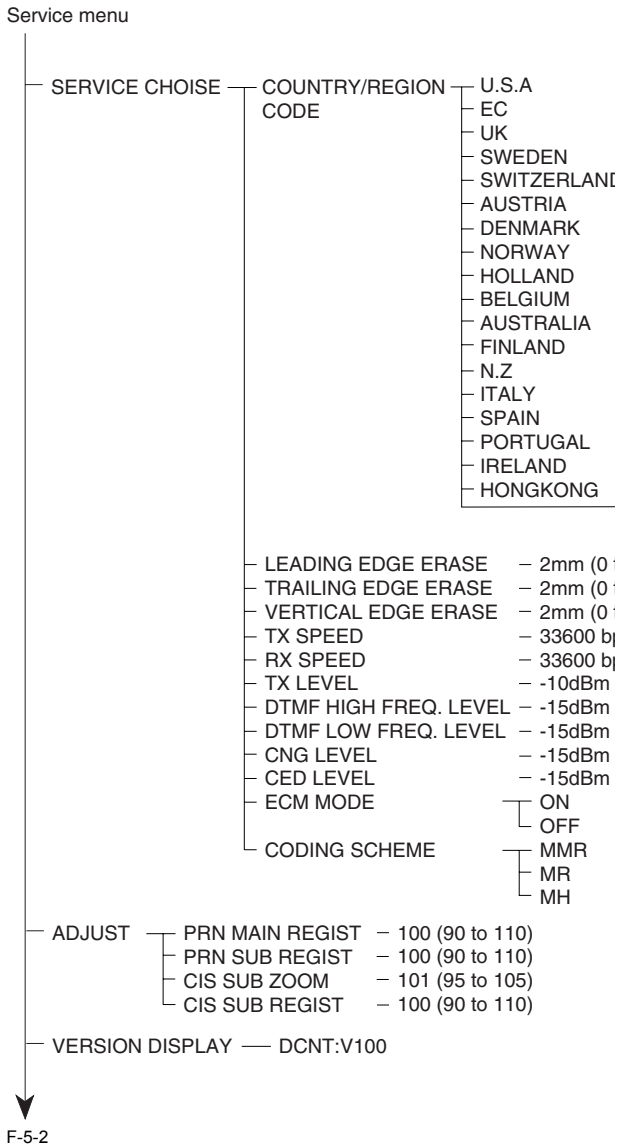 Service menu
SERVICE CHOISE COUNTRY/REGION U.S.A
CODE EC
UK
SWEDEN
SWITZERLAND
AUSTRIA
DENMARK
NORWAY
HOLLAND
BELGIUM
AUSTRALIA
FINLAND
N.Z
ITALY
SPAIN
PORTUGAL
IRELAND
HONGKONG
LEADING EDGE ERASE – 2mm (0
TRAILING EDGE ERASE – 2mm (0
VERTICAL EDGE ERASE – 2mm (0
TX SPEED – 33600
RX SPEED – 33600
TX LEVEL – -10dBm
DTMF HIGH FREQ. LEVEL – -15dBm
DTMF LOW FREQ. LEVEL – -15dBm
CNG LEVEL – -15dBm
CED LEVEL – -15dBm
ECM MODE ON
OFF
CODING SCHEME MMR
MR
MH
ADJUST PRN MAIN REGIST – 100 (90 to 110)
PRN SUB REGIST – 100 (90 to 110)
CIS SUB ZOOM – 101 (95 to 105)
CIS SUB REGIST – 100 (90 to 110)
VERSION DISPLAY DCNT:V100
F-5-2